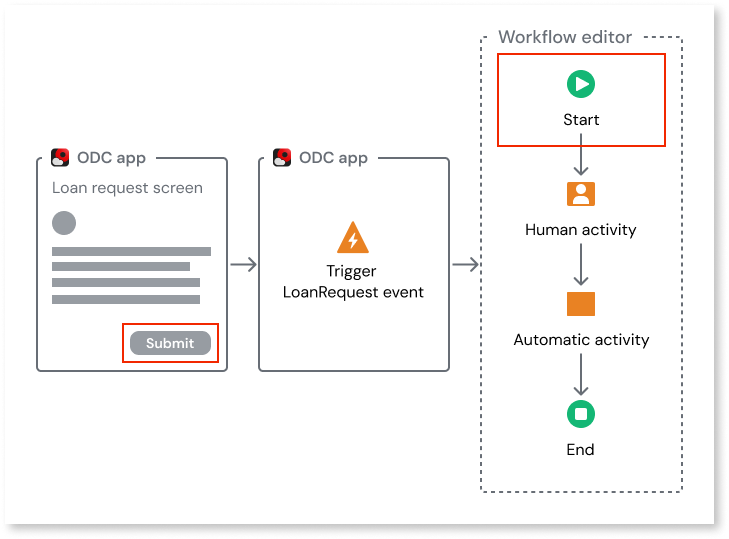 ODC app
Loan request screen
Submit
ODC app
Trigger
LoanRequest event
Workflow editor
Start
Human activity
Automatic activity
End